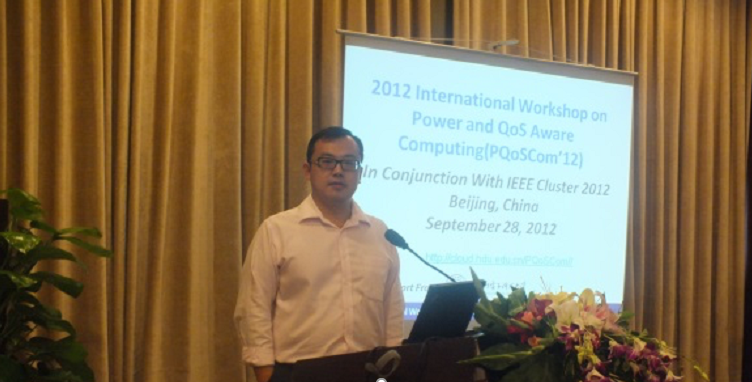 2012 International Workshop on
Power and QoS Aware
Computing(PQoSCom'12)
In Conjunction With IEEE Cluster 2012
Beijing, China
September 28, 2012